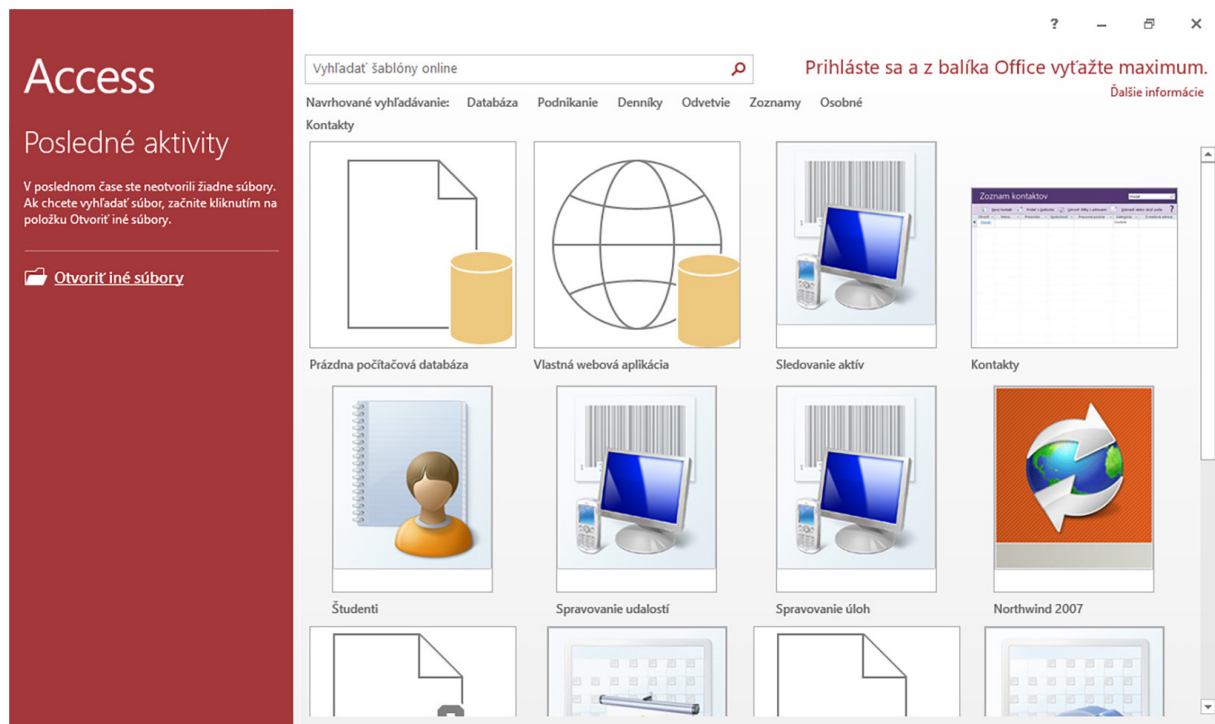 ?
Access
Posledné aktivity
V poslednom čase ste neotvorili žiadne súbory.
Ak chcete vyhľadať súbor, začnite kliknutím na
položku Otvoriť iné súbory.
Otvoriť iné súbory
Vyhľadať šablóny online
Prihláste sa a z balíka Office vyťažte maximum.
Ďalšie informácie
Navrhované vyhľadávanie: Databáza Podnikanie Denníky Odvetvie Zoznamy Osobné
Kontakty
Zoznam kontaktov
Prázdna počítačová databáza
Vlastná webová aplikácia
Sledovanie aktív
Kontakty
Študenti
Spravovanie udalostí
Spravovanie úloh
Northwind 2007